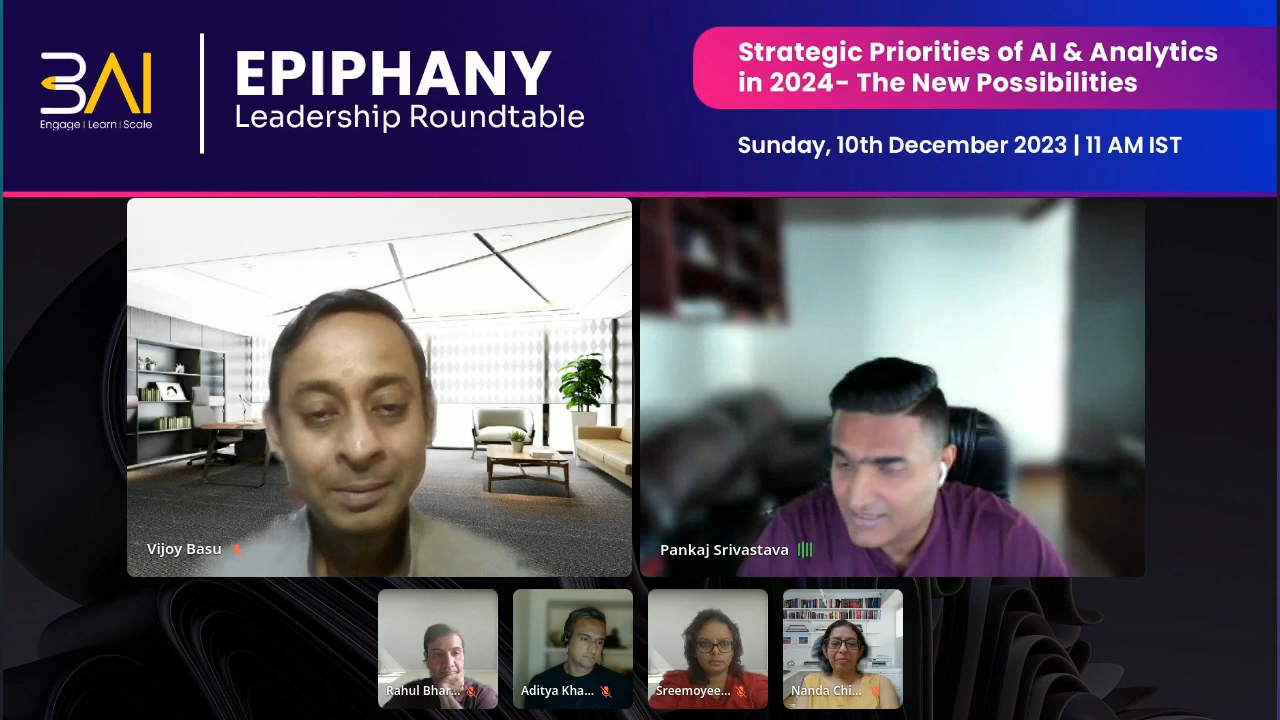 3AI
Engage | Learn | Scale
EPIPHANY
Leadership Roundtable
Strategic Priorities of AI & Analytics
in 2024- The New Possibilities
Sunday, 10th December 2023 | 11 AM IST
Vijoy Basu
Pankaj Srivastava
Rahul Bhar...
Aditya Kha...
Sreemoyee...
Nanda Chi...